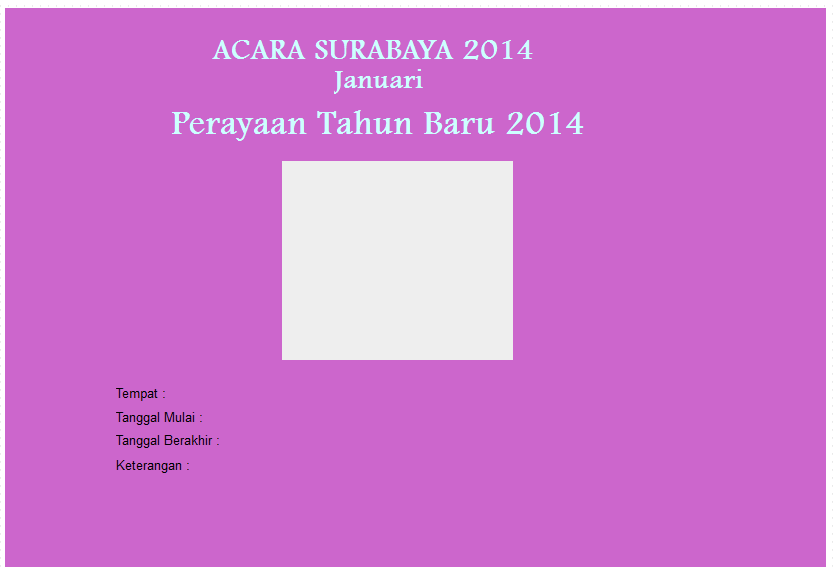 ACARA SURABAYA 2014
Januari
Perayaan Tahun Baru 2014
Tempat :
Tanggal Mulai :
Tanggal Berakhir :
Keterangan :